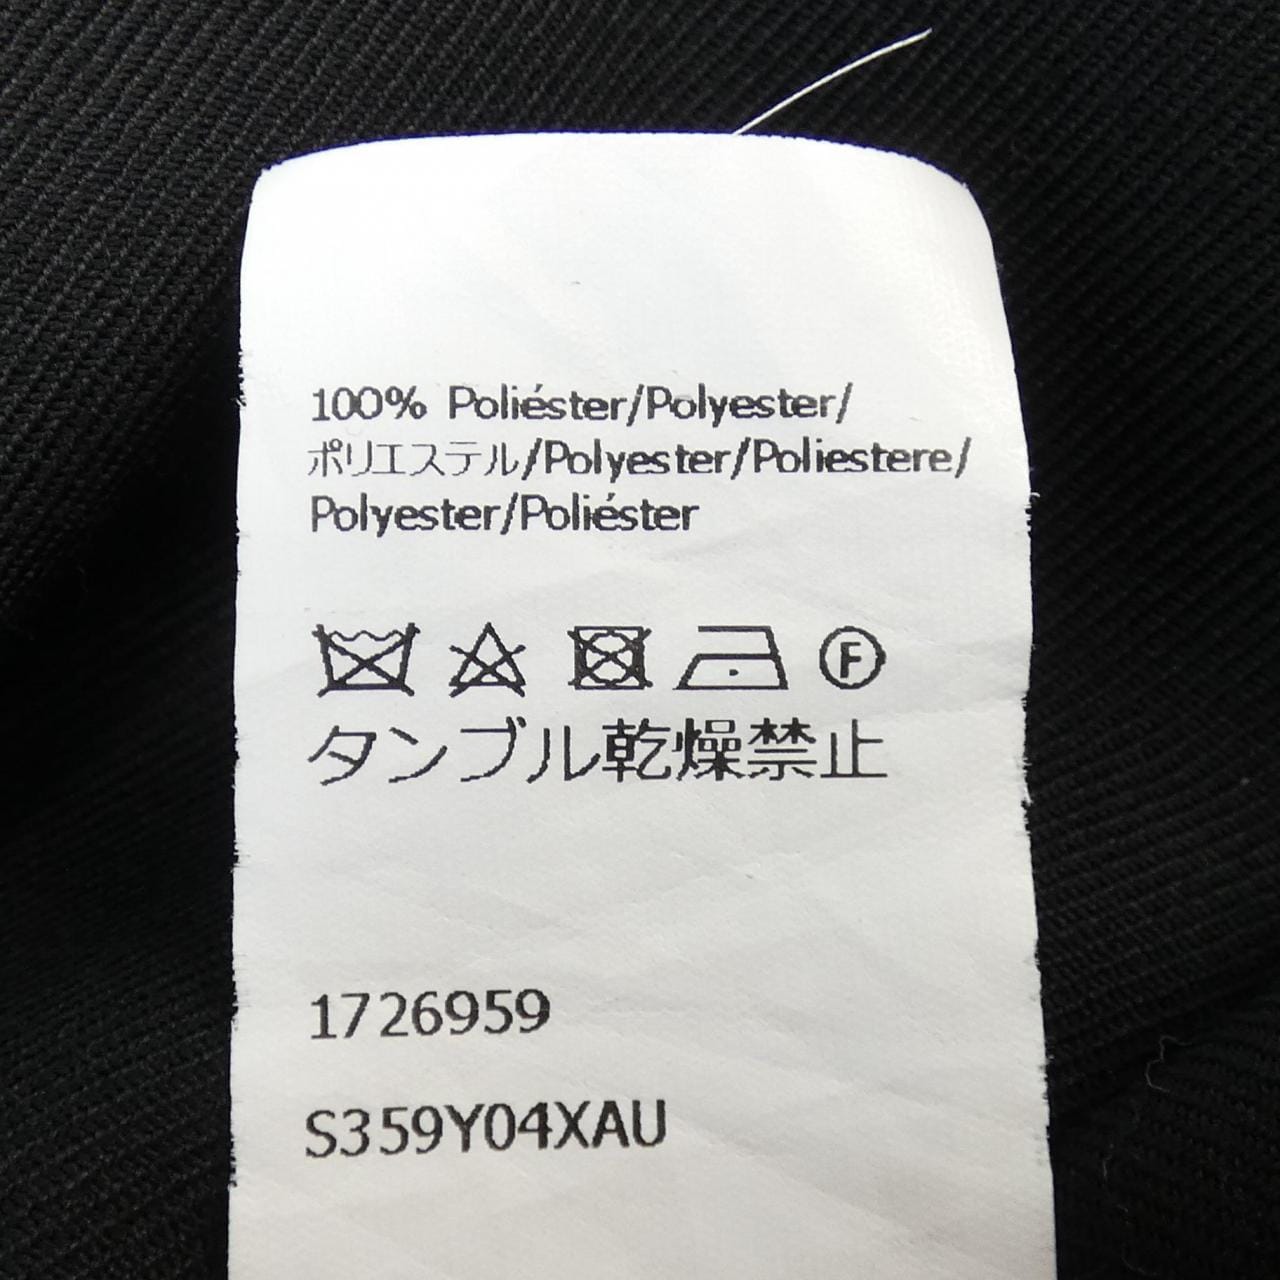 100% Poliéster/Polyester/
ポリエステル/Polyester/Poliestere/
Polyester/Poliéster
F
タンブル乾燥禁止
1726959
S359Y04XAU